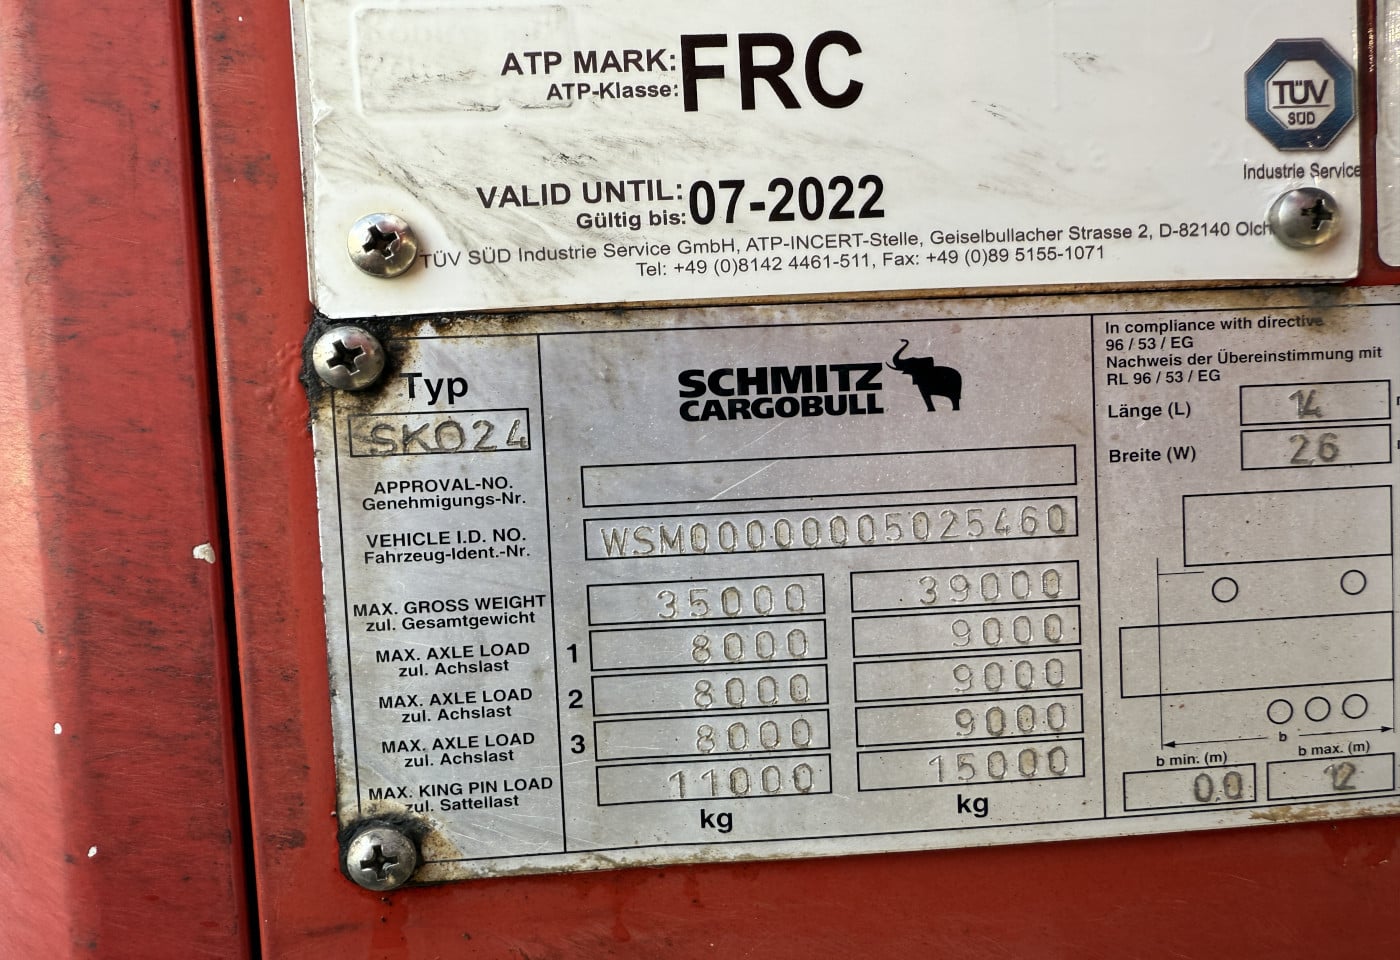 ATP MARK: FRC
ATP-Klasse:
TÜV
SÜD
Industrie Service
VALID UNTIL: 07-2022
Gültig bis:
TÜV SÜD Industrie Service GmbH, ATP-INCERT-Stelle, Geiselbullacher Strasse 2, D-82140 Olch
Tel: +49 (0)8142 4461-511, Fax: +49 (0)89 5155-1071
Typ
SKO24
SCHMITZ
CARGOBULL
APPROVAL-NO.
Genehmigungs-Nr.
VEHICLE I.D. NO.
Fahrzeug-Ident.-Nr.
WSM00000005025460
MAX. GROSS WEIGHT
zul. Gesamtgewicht
35000 39000
MAX. AXLE LOAD
zul. Achslast
1 8000 9000
MAX. AXLE LOAD
zul. Achslast
2 8000 9000
MAX. AXLE LOAD
zul. Achslast
3 8000 9000
MAX. KING PIN LOAD
zul. Sattellast
11000 15000
kg kg
In compliance with directive
96 / 53 / EG
Nachweis der Übereinstimmung mit
RL 96 / 53 / EG
Länge (L) 14
Breite (W) 2.6
b
b min. (m) b max. (m)
0.0 12